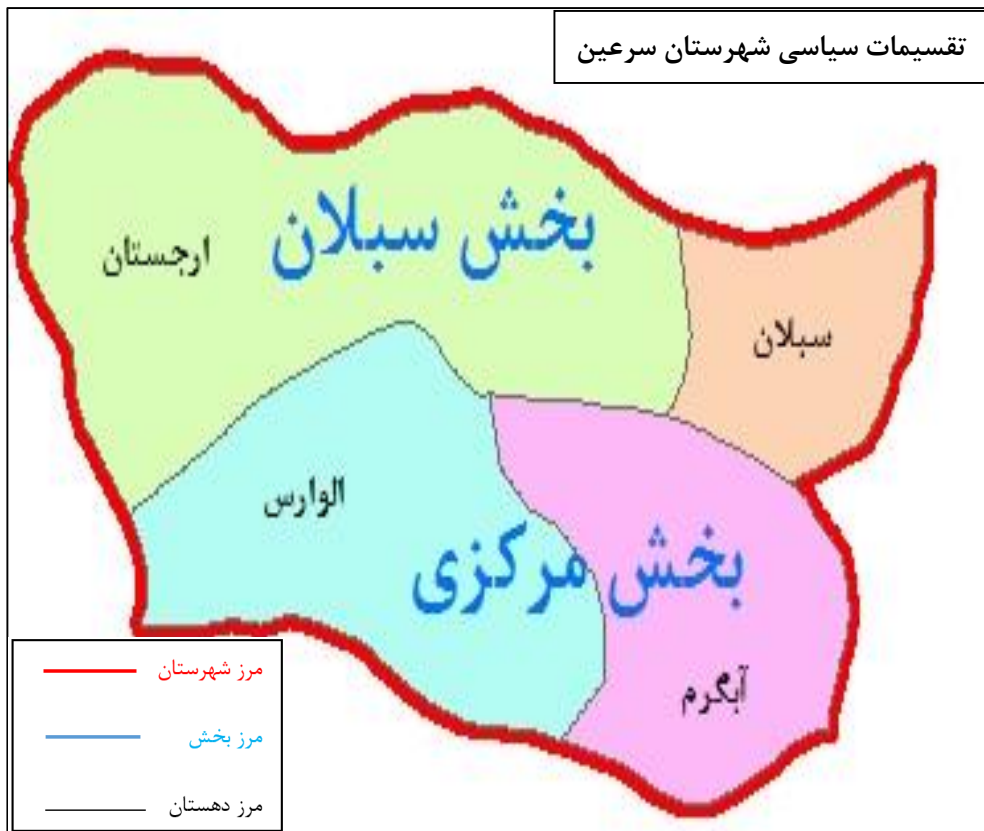 تقسیمات سیاسی شهرستان سرعین
بخش سبلان
ارجستان
سبلان
الوارس
بخش مرکزی
آبگرم
مرز شهرستان
مرز بخش
مرز دهستان